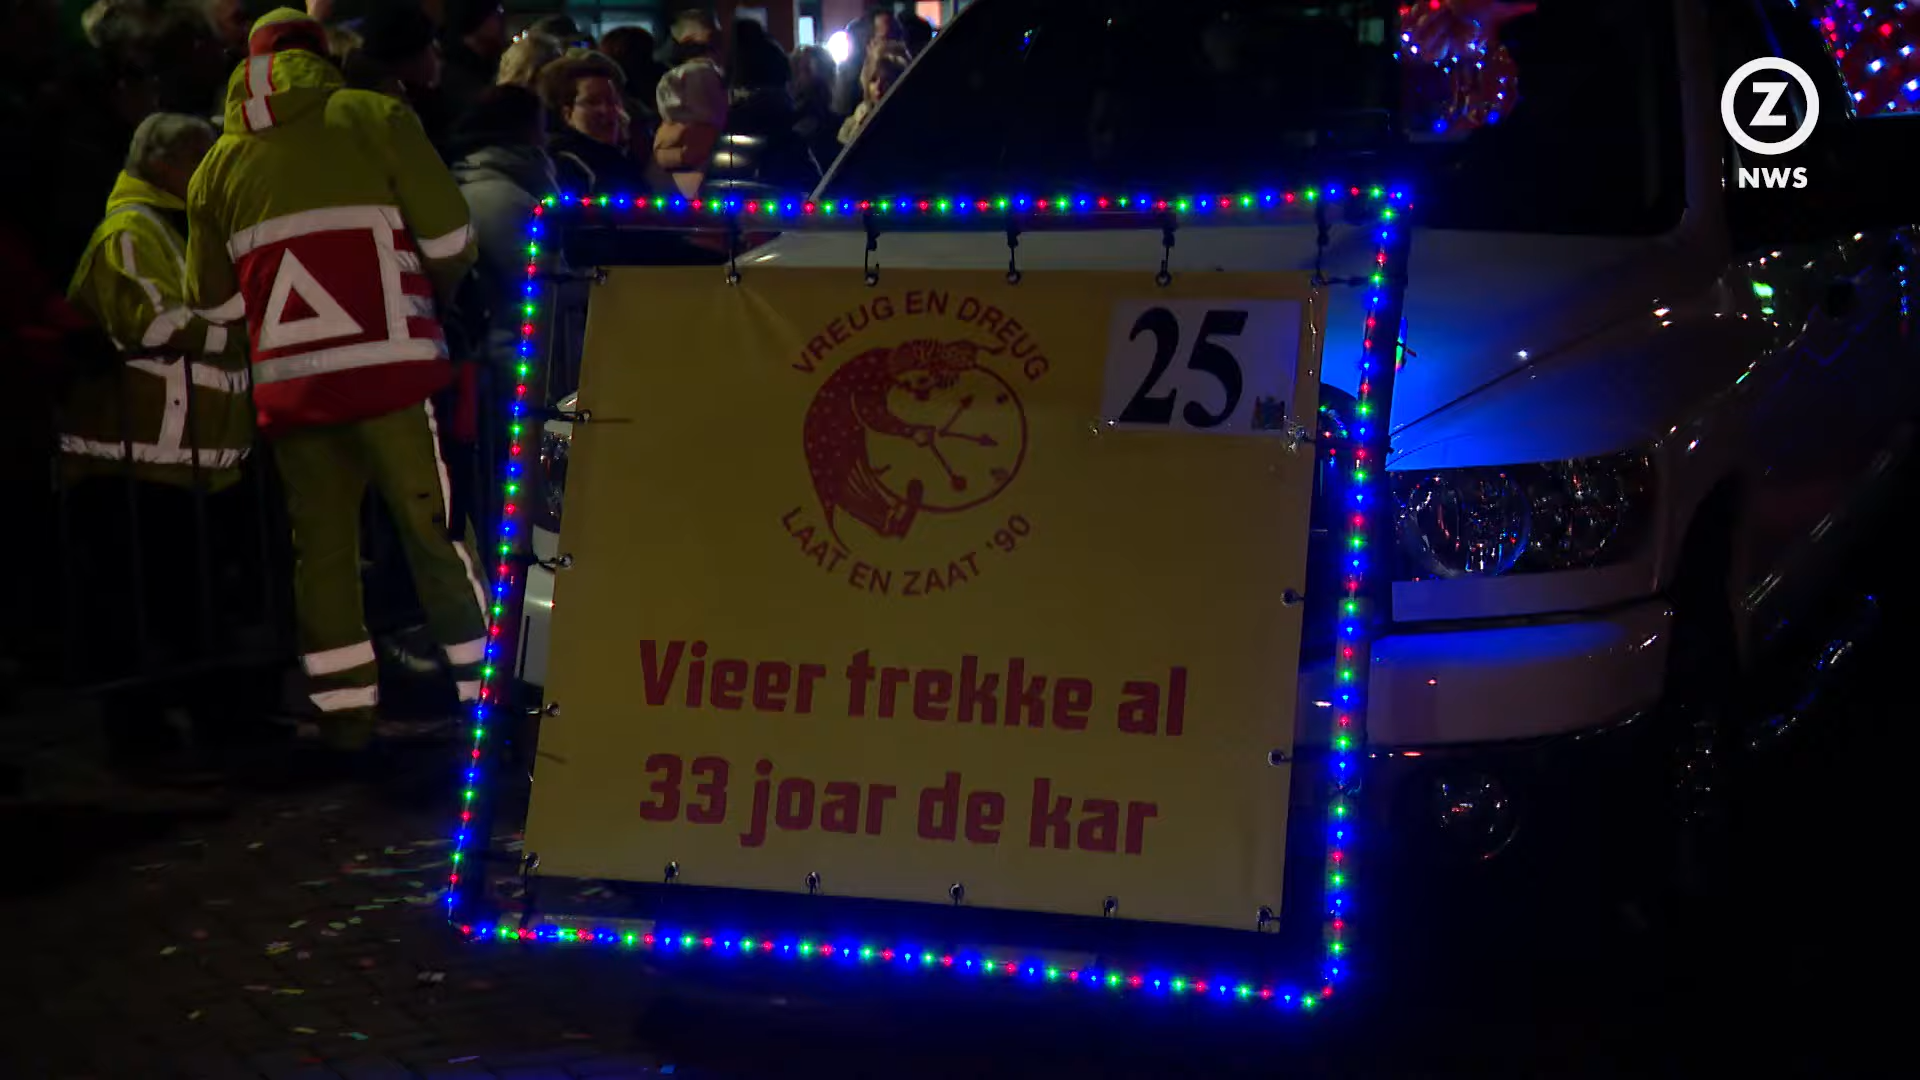 Z
NWS
VREUG EN DREUG
25
LAAT EN ZAAT '90
Vieer trekke al
33 joar de kar